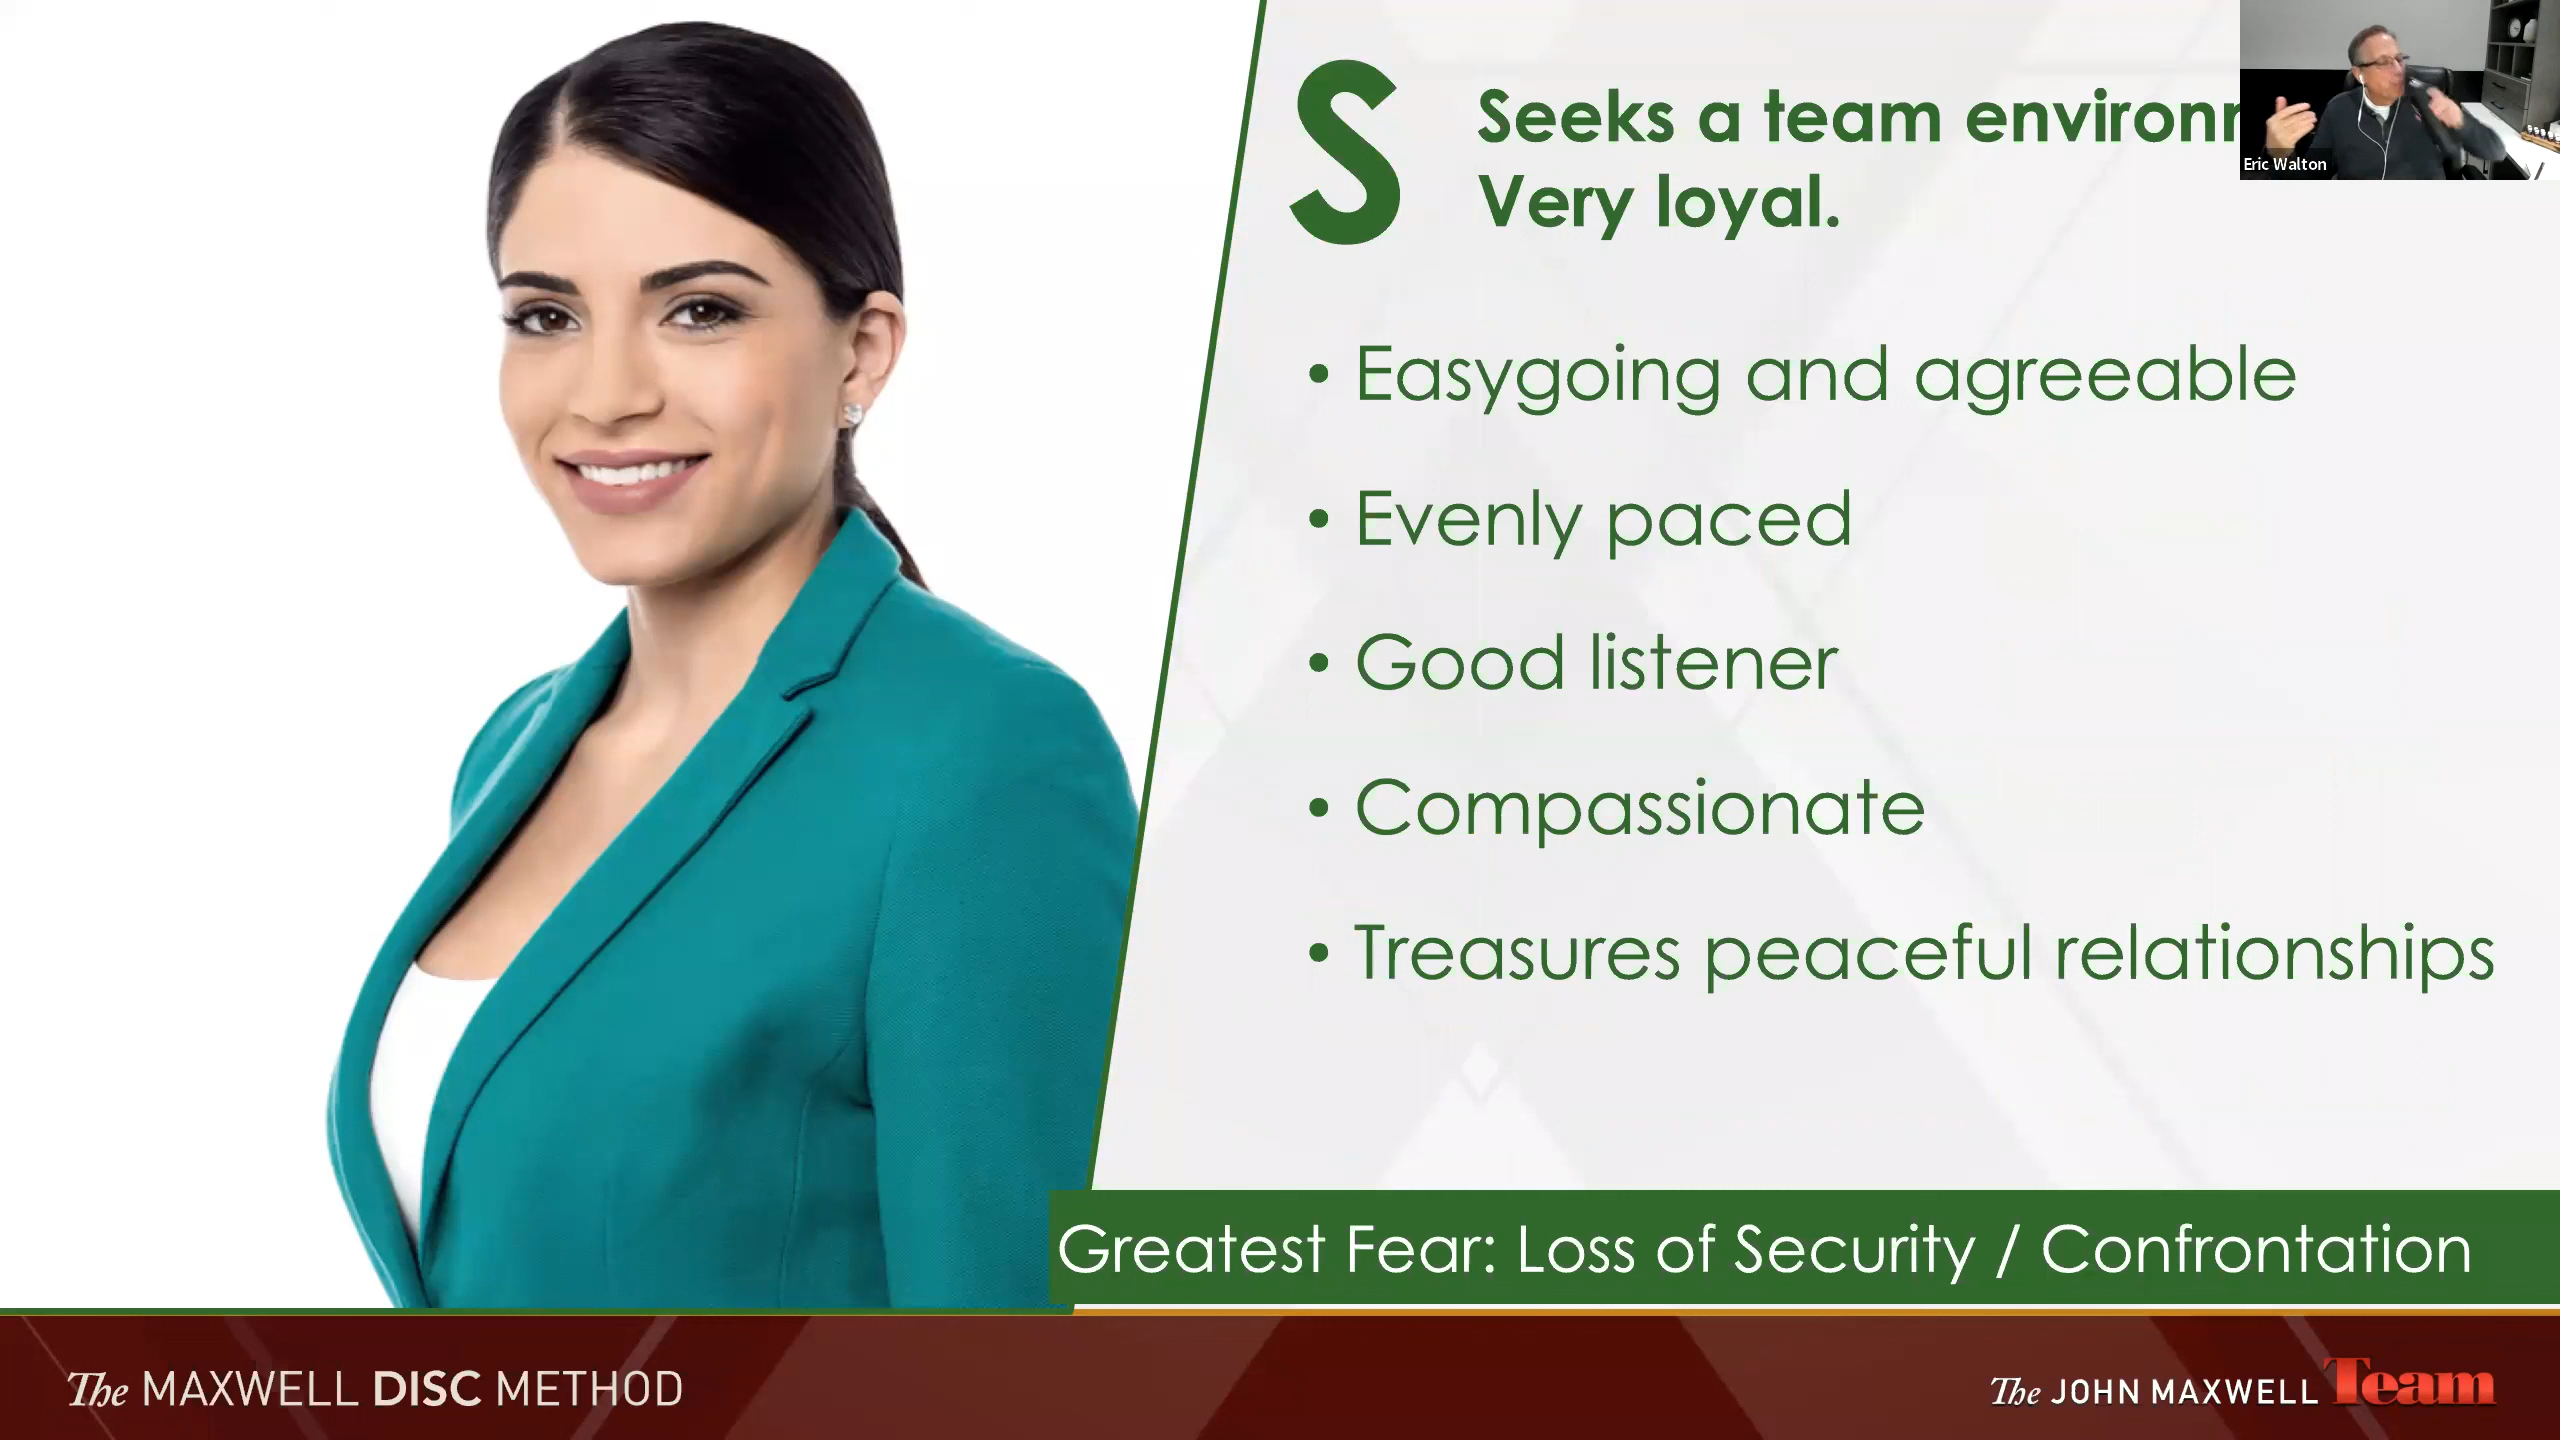 S
Seeks a team
Very loyal.
Eric Walton
• Easygoing and agreeable
• Evenly paced
• Good listener
• Compassionate
• Treasures peaceful relationships
Greatest Fear: Loss of Security / Confrontation
The MAXWELL DISC METHOD
The JOHN MAXWELL Team